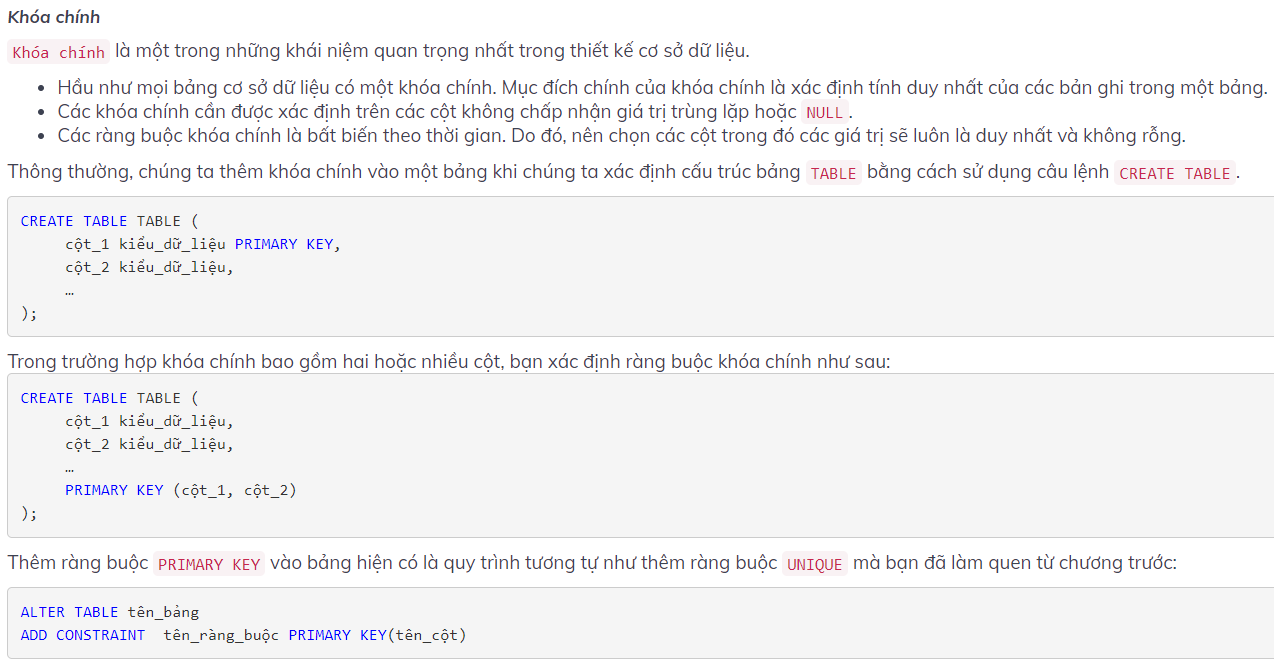 Khóa chính
Khóa chính là một trong những khái niệm quan trọng nhất trong thiết kế cơ sở dữ liệu.
• Hầu như mọi bảng cơ sở dữ liệu có một khóa chính. Mục đích chính của khóa chính là xác định tính duy nhất của các bản ghi trong một bảng.
• Các khóa chính cần được xác định trên các cột không chấp nhận giá trị trùng lặp hoặc NULL.
• Các ràng buộc khóa chính là bất biến theo thời gian. Do đó, nên chọn các cột trong đó các giá trị sẽ luôn là duy nhất và không rỗng.
Thông thường, chúng ta thêm khóa chính vào một bảng khi chúng ta xác định cấu trúc bảng TABLE bằng cách sử dụng câu lệnh CREATE TABLE.
CREATE TABLE TABLE (
cột_1 kiểu_dữ_liệu PRIMARY KEY,
cột_2 kiểu_dữ_liệu,
…
);
Trong trường hợp khóa chính bao gồm hai hoặc nhiều cột, bạn xác định ràng buộc khóa chính như sau:
CREATE TABLE TABLE (
cột_1 kiểu_dữ_liệu,
cột_2 kiểu_dữ_liệu,
…
PRIMARY KEY (cột_1, cột_2)
);
Thêm ràng buộc PRIMARY KEY vào bảng hiện có là quy trình tương tự như thêm ràng buộc UNIQUE mà bạn đã làm quen từ chương trước:
ALTER TABLE tên_bảng
ADD CONSTRAINT  tên_ràng_buộc PRIMARY KEY(tên_cột)